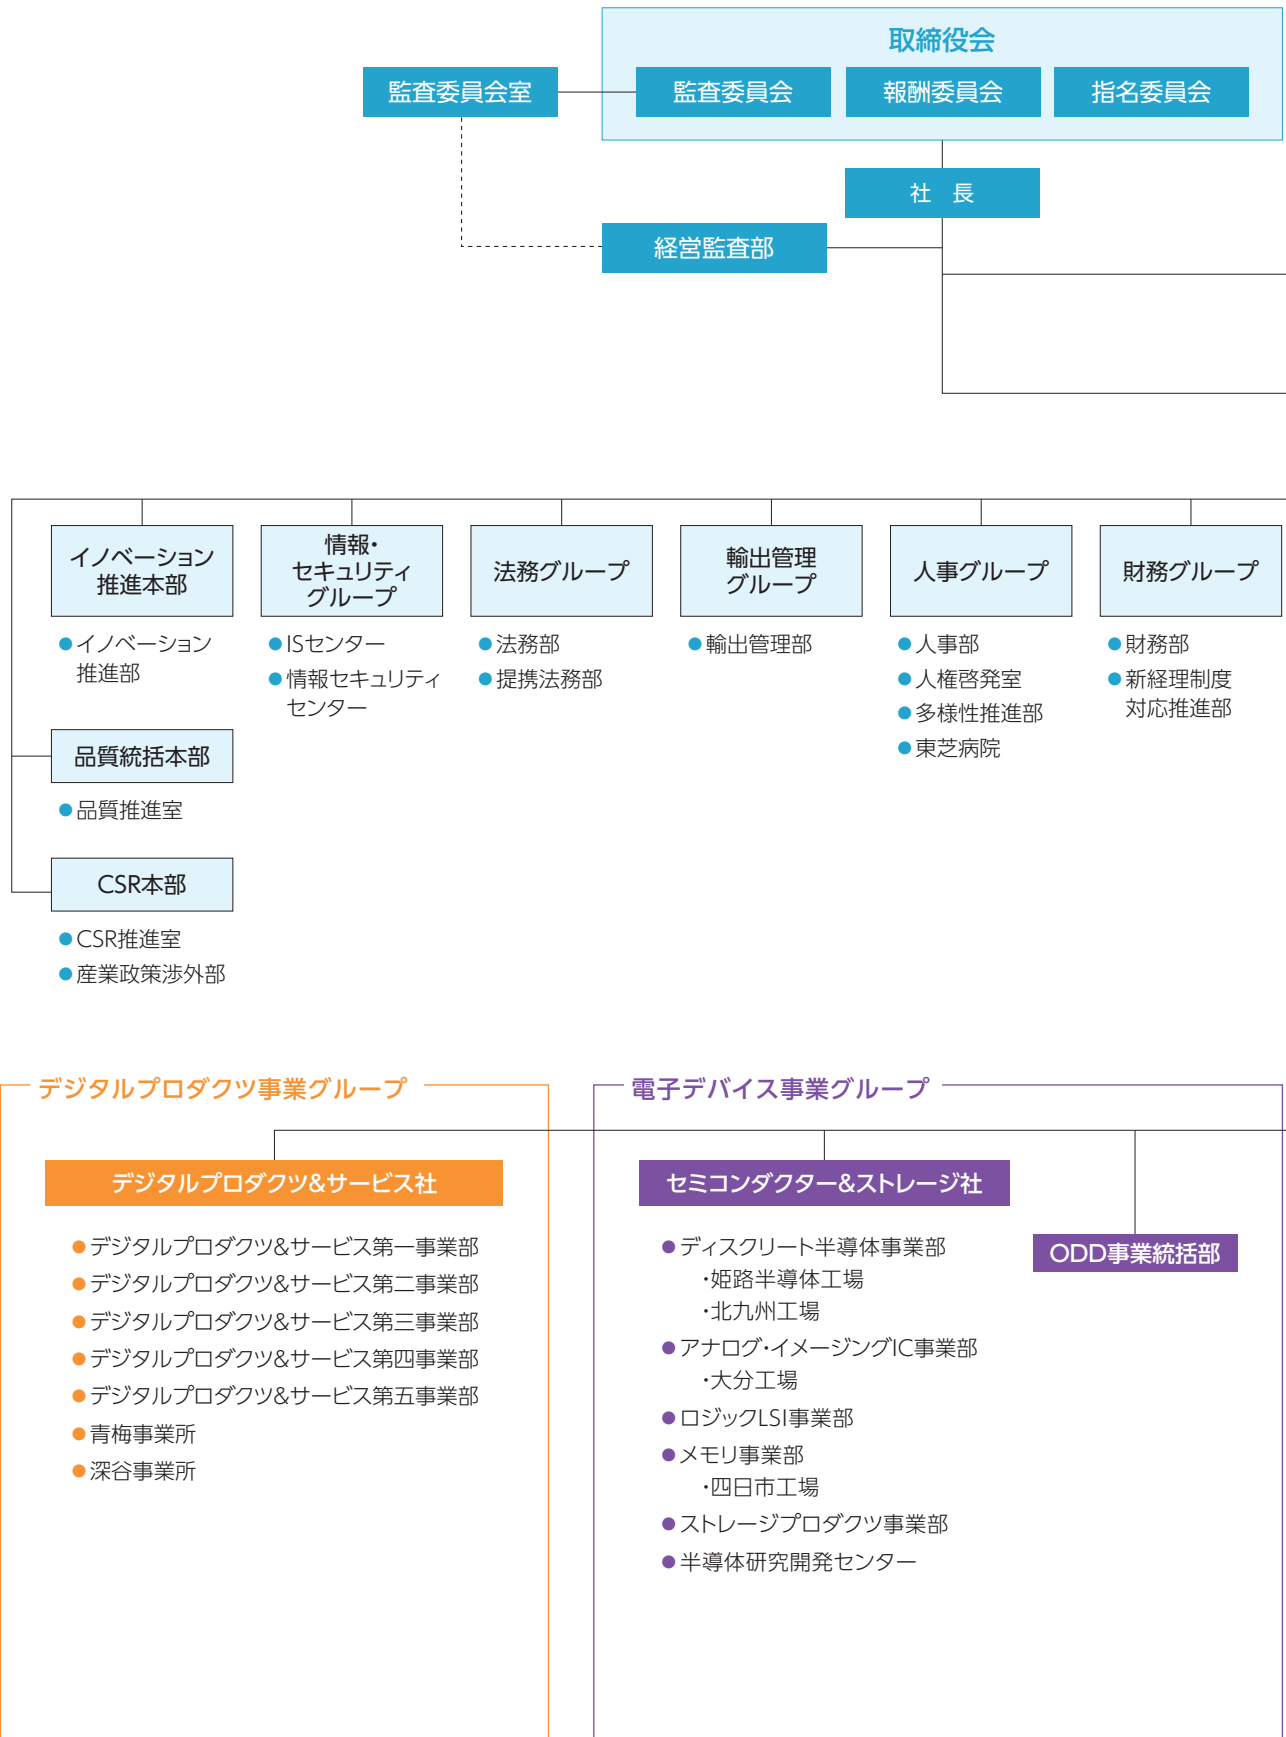 取締役会
監査委員会室
監査委員会
報酬委員会
指名委員会
社 長
経営監査部
イノベーション
推進本部
●イノベーション
推進部
品質統括本部
●品質推進室
CSR本部
●CSR推進室
●産業政策渉外部
情報・
セキュリティ
グループ
●ISセンター
●情報セキュリティ
センター
法務グループ
●法務部
●提携法務部
輸出管理
グループ
●輸出管理部
人事グループ
●人事部
●人権啓発室
●多様性推進部
●東芝病院
財務グループ
●財務部
●新経理制度
対応推進部
デジタルプロダクツ事業グループ
デジタルプロダクツ&サービス社
●デジタルプロダクツ&サービス第一事業部
●デジタルプロダクツ&サービス第二事業部
●デジタルプロダクツ&サービス第三事業部
●デジタルプロダクツ&サービス第四事業部
●デジタルプロダクツ&サービス第五事業部
●青梅事業所
●深谷事業所
電子デバイス事業グループ
セミコンダクター&ストレージ社
●ディスクリート半導体事業部
・姫路半導体工場
・北九州工場
●アナログ・イメージングIC事業部
・大分工場
●ロジックLSI事業部
●メモリ事業部
・四日市工場
●ストレージプロダクツ事業部
●半導体研究開発センター
ODD事業統括部